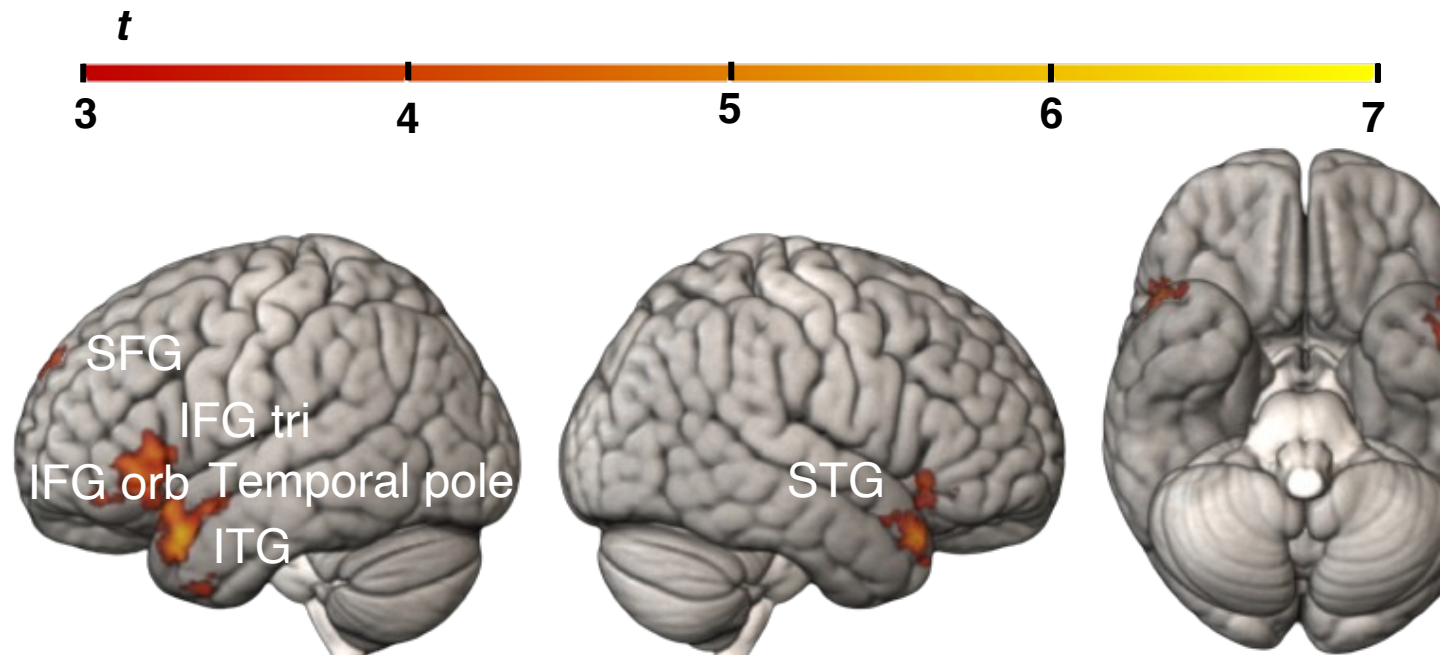 t
3 4 5 6 7
SFG
IFG tri
IFG orb Temporal pole
ITG
STG